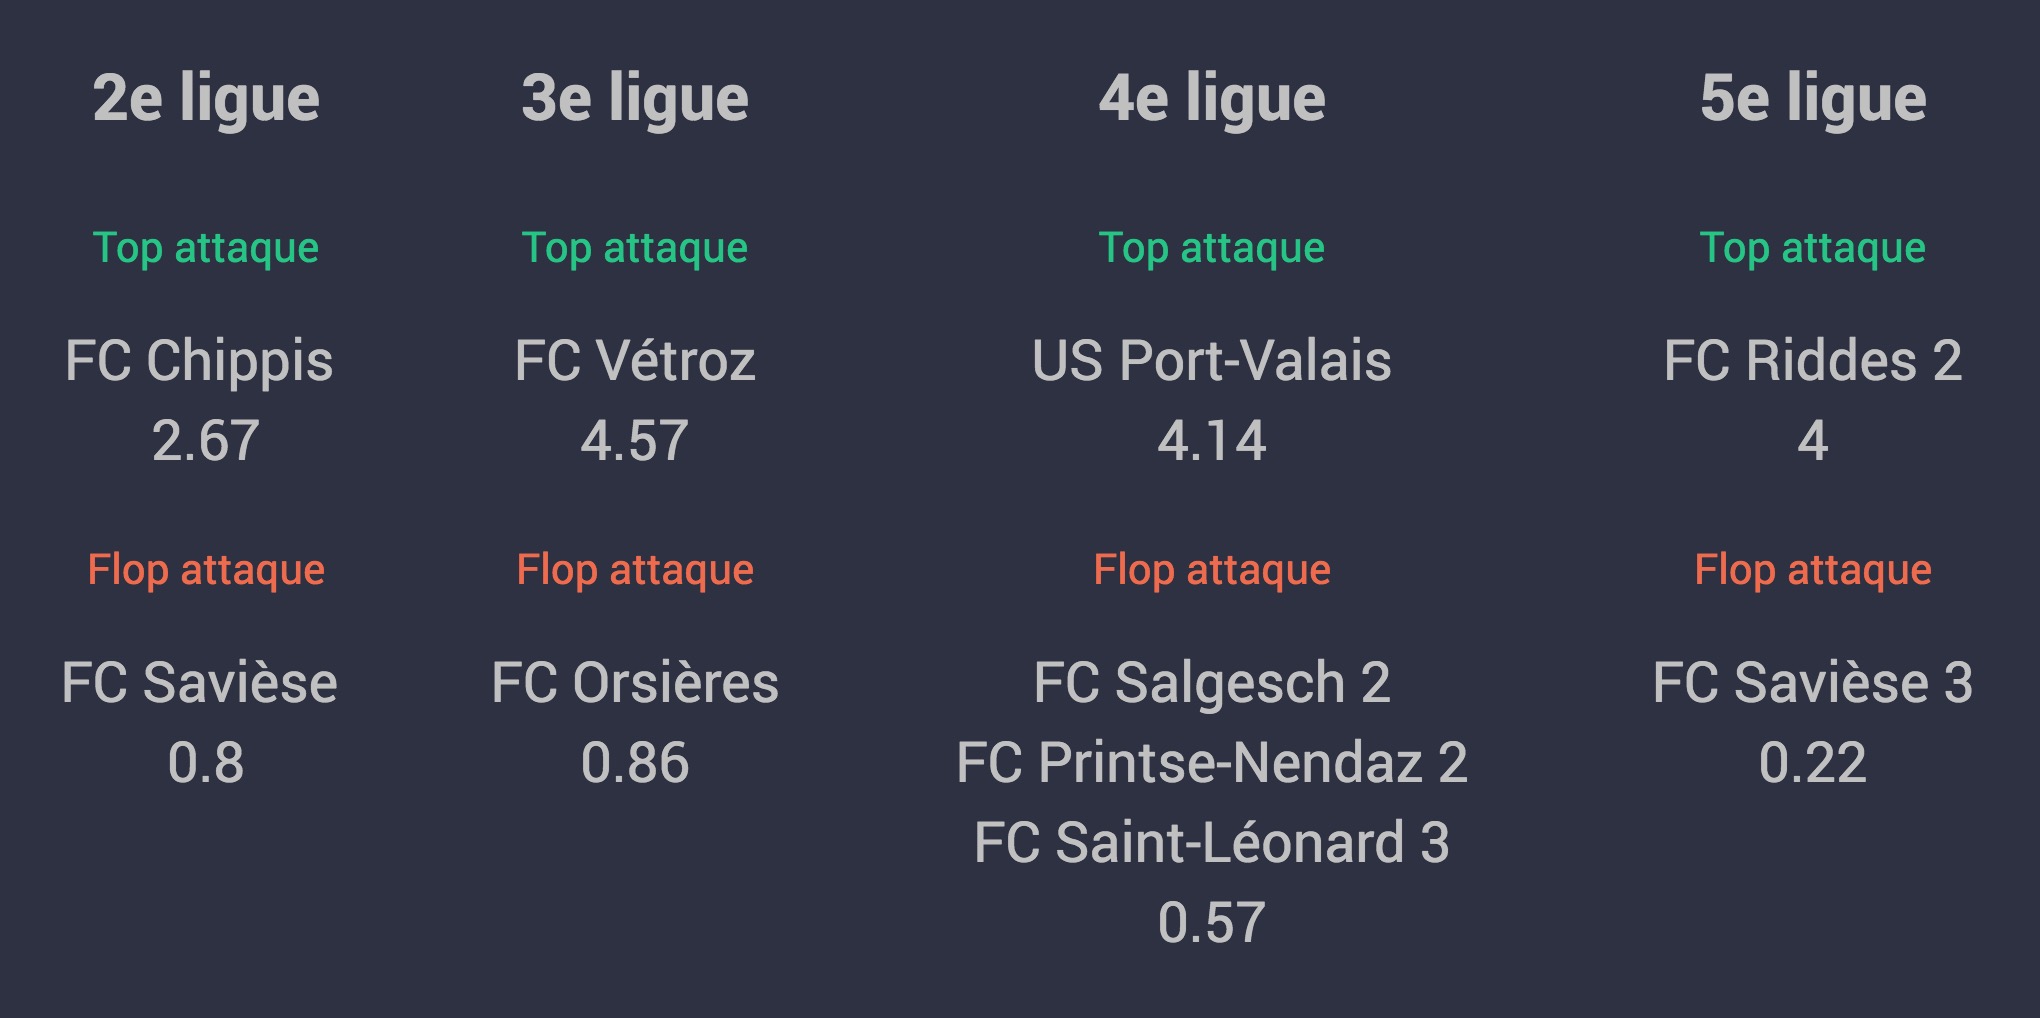 2e ligue
Top attaque
FC Chippis
2.67
Flop attaque
FC Savièse
0.8
3e ligue
Top attaque
FC Vétroz
4.57
Flop attaque
FC Orsières
0.86
4e ligue
Top attaque
US Port-Valais
4.14
Flop attaque
FC Salgesch 2
FC Printse-Nendaz 2
FC Saint-Léonard 3
0.57
5e ligue
Top attaque
FC Riddes 2
4
Flop attaque
FC Savièse 3
0.22